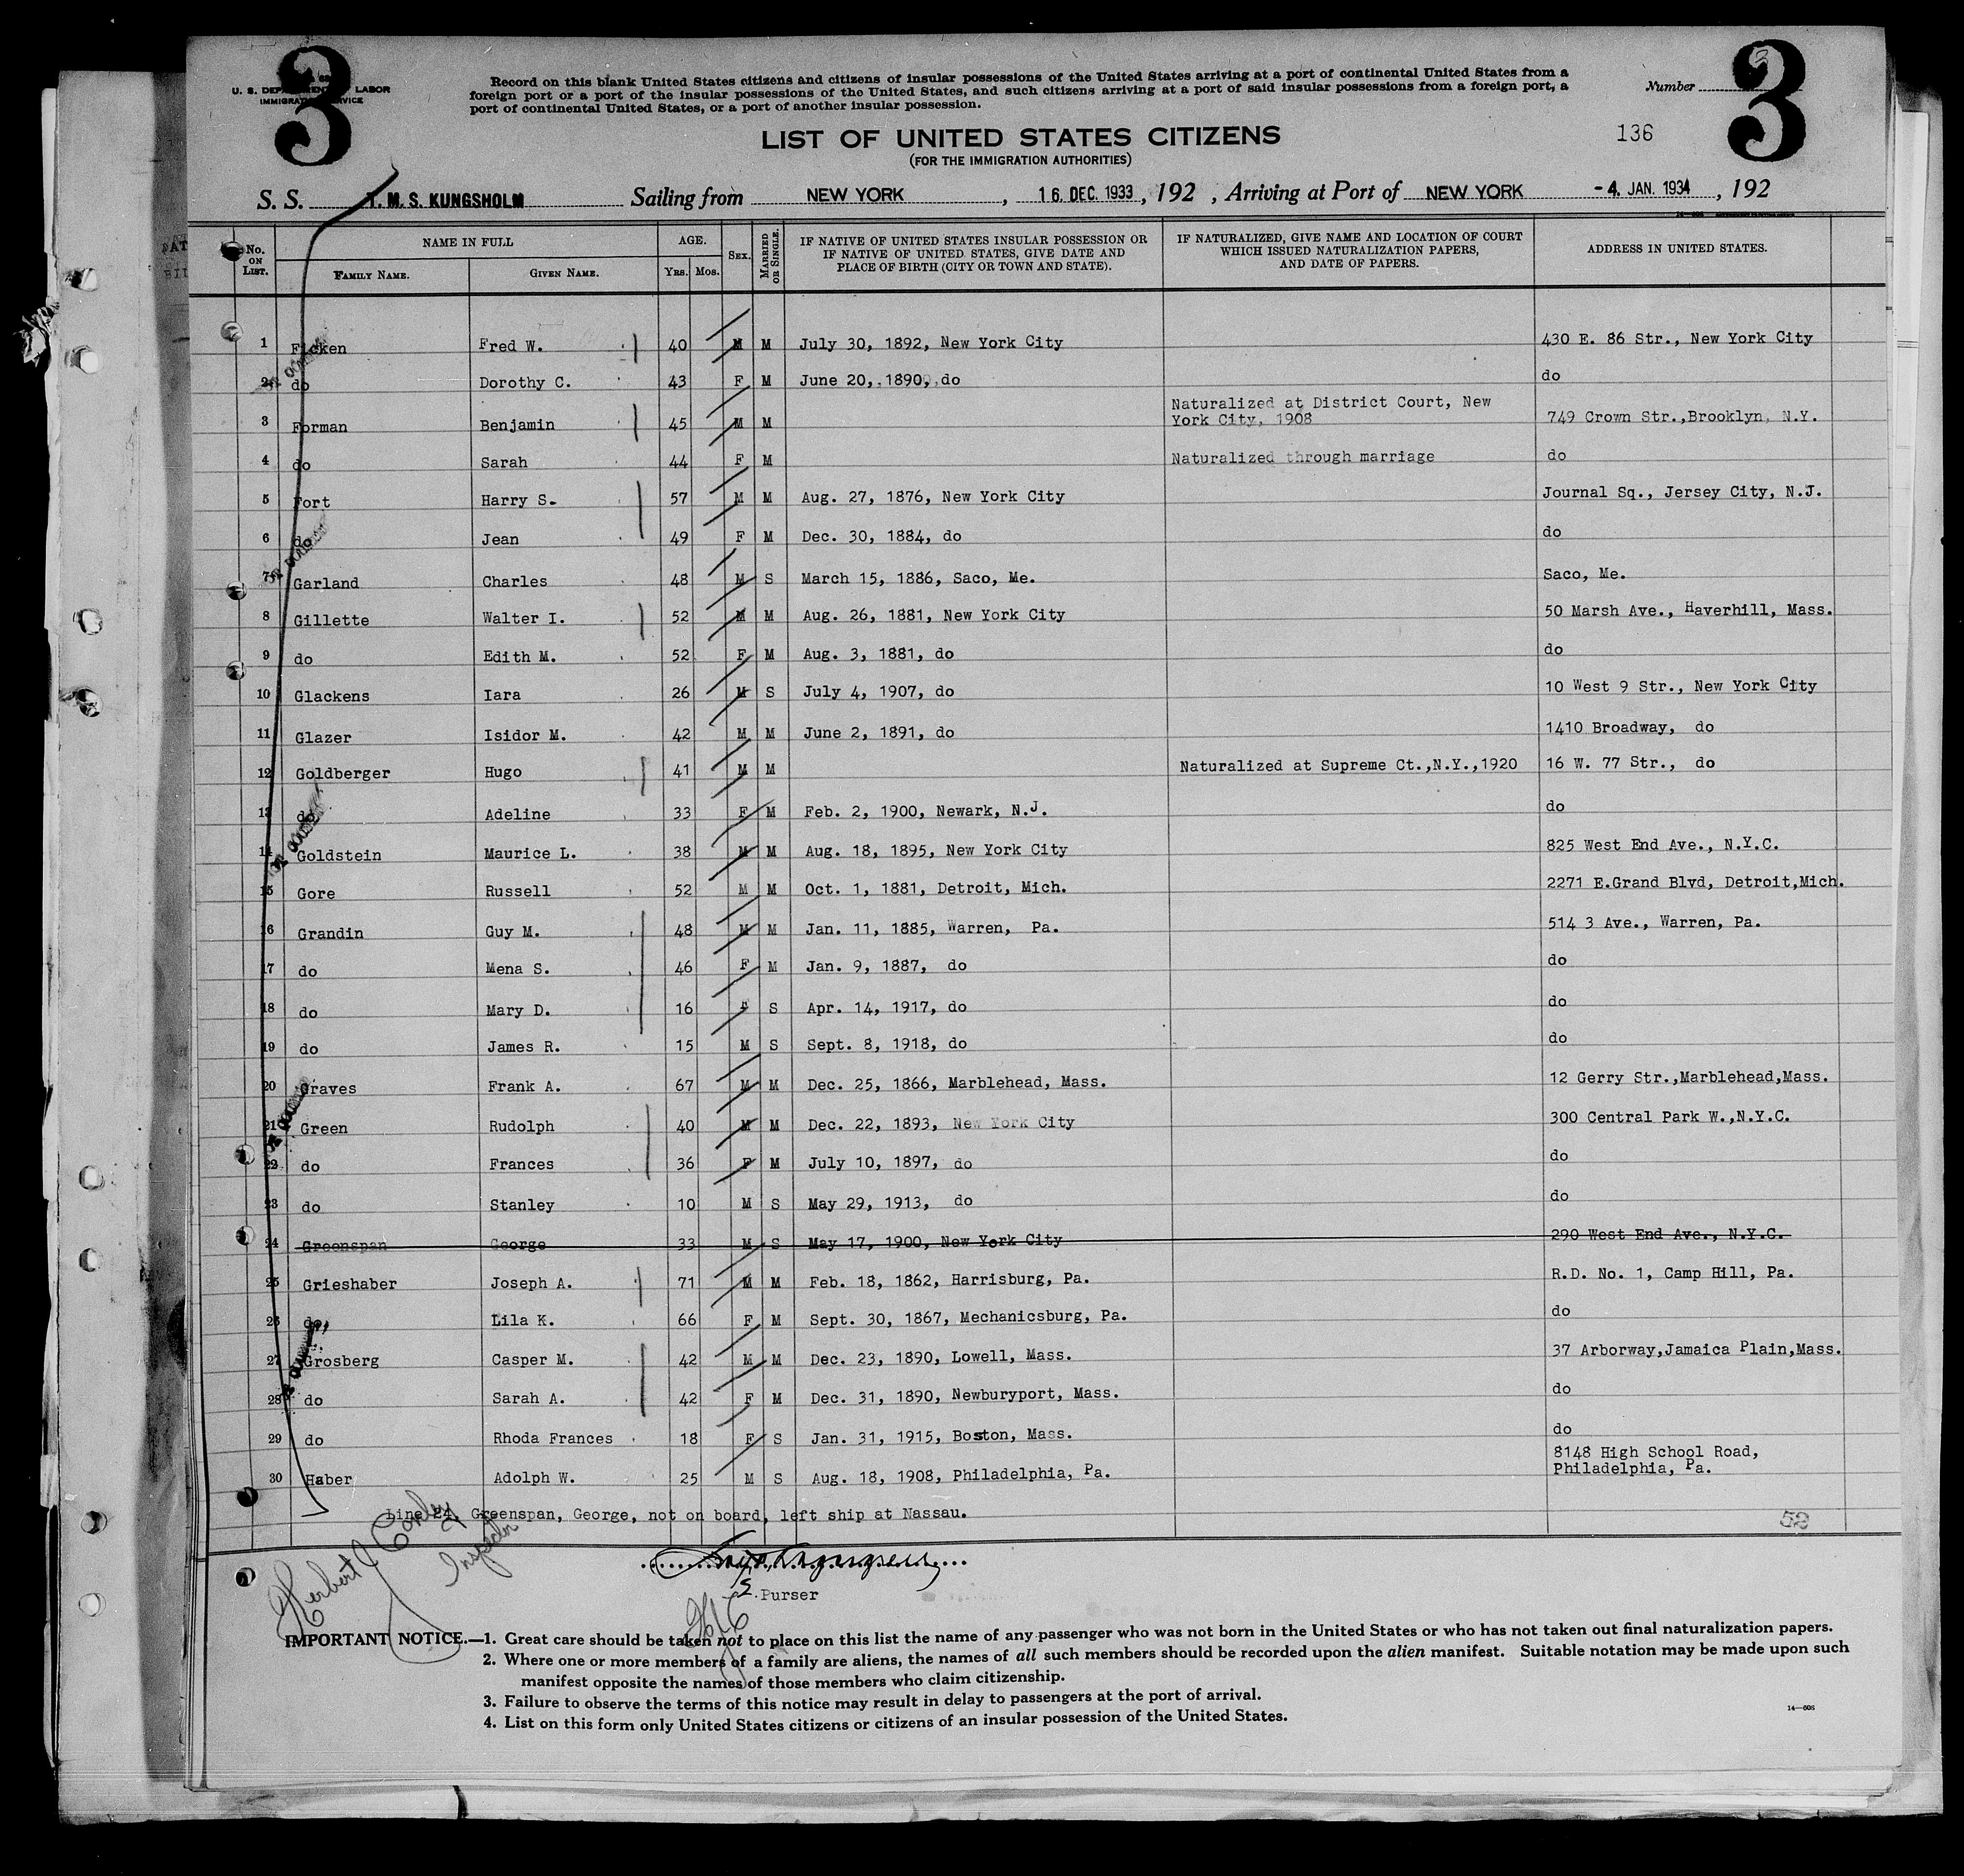 3
U. S. DEPARTMENT LABOR
IMMIGRATION SERVICE
Record on this blank United States citizens and citizens of insular possessions of the United States arriving at a port of continental United States from a
foreign port or a port of the insular possessions of the United States, and such citizens arriving at a port of said insular possessions from a foreign port, a
port of continental United States, or a port of another insular possession.
Number
3
LIST OF UNITED STATES CITIZENS
136
(FOR THE IMMIGRATION AUTHORITIES)
S. S. T. M. S. KUNGSHOLM Sailing from NEW YORK , 16. DEC. 1933 , 192 , Arriving at Port of NEW YORK -4. JAN. 1934 , 192
No. ON LIST. NAME IN FULL FAMILY NAME. GIVEN NAME. AGE. YRS. MOS. SEX. MARRIED OR SINGLE. IF NATIVE OF UNITED STATES INSULAR POSSESSION OR IF NATIVE OF UNITED STATES, GIVE DATE AND PLACE OF BIRTH (CITY OR TOWN AND STATE). IF NATURALIZED, GIVE NAME AND LOCATION OF COURT WHICH ISSUED NATURALIZATION PAPERS, AND DATE OF PAPERS. ADDRESS IN UNITED STATES.
1 Ficken Fred W. 40 M M July 30, 1892, New York City 430 E. 86 Str., New York City
2 do Dorothy C. 43 F M June 20, 1890, do do
3 Forman Benjamin 45 M M Naturalized at District Court, New York City, 1908 749 Crown Str.,Brooklyn, N.Y.
4 do Sarah 44 F M Naturalized through marriage do
5 Fort Harry S. 57 M M Aug. 27, 1876, New York City Journal Sq., Jersey City, N.J.
6 do Jean 49 F M Dec. 30, 1884, do do
7 Garland Charles 48 M S March 15, 1886, Saco, Me. Saco, Me.
8 Gillette Walter I. 52 M M Aug. 26, 1881, New York City 50 Marsh Ave., Haverhill, Mass.
9 do Edith M. 52 F M Aug. 3, 1881, do do
10 Glackens Iara 26 M S July 4, 1907, do 10 West 9 Str., New York City
11 Glazer Isidor M. 42 M M June 2, 1891, do 1410 Broadway, do
12 Goldberger Hugo 41 M M Naturalized at Supreme Ct.,N.Y.,1920 16 W. 77 Str., do
13 do Adeline 33 F M Feb. 2, 1900, Newark, N.J. do
14 Goldstein Maurice L. 38 M M Aug. 18, 1895, New York City 825 West End Ave., N.Y.C.
15 Gore Russell 52 M M Oct. 1, 1881, Detroit, Mich. 2271 E.Grand Blvd, Detroit,Mich.
16 Grandin Guy M. 48 M M Jan. 11, 1885, Warren, Pa. 514 3 Ave., Warren, Pa.
17 do Mena S. 46 F M Jan. 9, 1887, do do
18 do Mary D. 16 F S Apr. 14, 1917, do do
19 do James R. 15 M S Sept. 8, 1918, do do
20 Graves Frank A. 67 M M Dec. 25, 1866, Marblehead, Mass. 12 Gerry Str.,Marblehead,Mass.
21 Green Rudolph 40 M M Dec. 22, 1893, New York City 300 Central Park W.,N.Y.C.
22 do Frances 36 F M July 10, 1897, do do
23 do Stanley 10 M S May 29, 1913, do do
24 Greenspan George 33 M S May 17, 1900, New York City 290 West End Ave., N.Y.C.
25 Grieshaber Joseph A. 71 M M Feb. 18, 1862, Harrisburg, Pa. R.D. No. 1, Camp Hill, Pa.
26 do Lila K. 66 F M Sept. 30, 1867, Mechanicsburg, Pa. do
27 Grosberg Casper M. 42 M M Dec. 23, 1890, Lowell, Mass. 37 Arborway,Jamaica Plain,Mass.
28 do Sarah A. 42 F M Dec. 31, 1890, Newburyport, Mass. do
29 do Rhoda Frances 18 F S Jan. 31, 1915, Boston, Mass. do
30 Haber Adolph W. 25 M S Aug. 18, 1908, Philadelphia, Pa. 8148 High School Road, Philadelphia, Pa.
Line 24, Greenspan, George, not on board, left ship at Nassau.
52
Herbert J Conley
Inspector
Purser
IMPORTANT NOTICE.—1. Great care should be taken not to place on this list the name of any passenger who was not born in the United States or who has not taken out final naturalization papers.
2. Where one or more members of a family are aliens, the names of all such members should be recorded upon the alien manifest. Suitable notation may be made upon such
manifest opposite the names of those members who claim citizenship.
3. Failure to observe the terms of this notice may result in delay to passengers at the port of arrival.
4. List on this form only United States citizens or citizens of an insular possession of the United States.
14—608